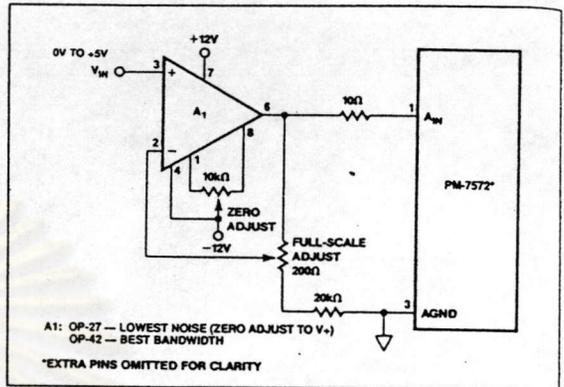 +12V
0V TO +5V
VIN
3
+
7
A1
6
8
10Ω
1
AIN
2
−
4
1
10kΩ
PM-7572*
ZERO
ADJUST
−12V
FULL-SCALE
ADJUST
200Ω
20kΩ
3
AGND
A1: OP-27 — LOWEST NOISE (ZERO ADJUST TO V+)
OP-42 — BEST BANDWIDTH
*EXTRA PINS OMITTED FOR CLARITY